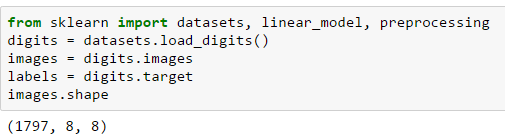 from sklearn import datasets, linear_model, preprocessing
digits = datasets.load_digits()
images = digits.images
labels = digits.target
images.shape
(1797, 8, 8)